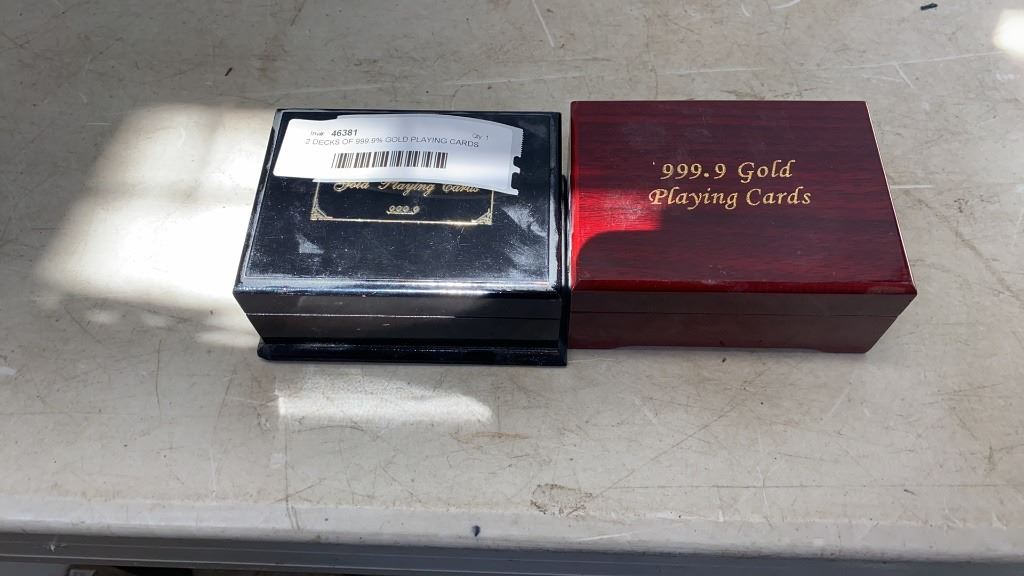 Inv#: 46381 Qty: 1
2 DECKS OF 999.9% GOLD PLAYING CARDS
Gold Playing Cards
999.9
999.9 Gold
Playing Cards